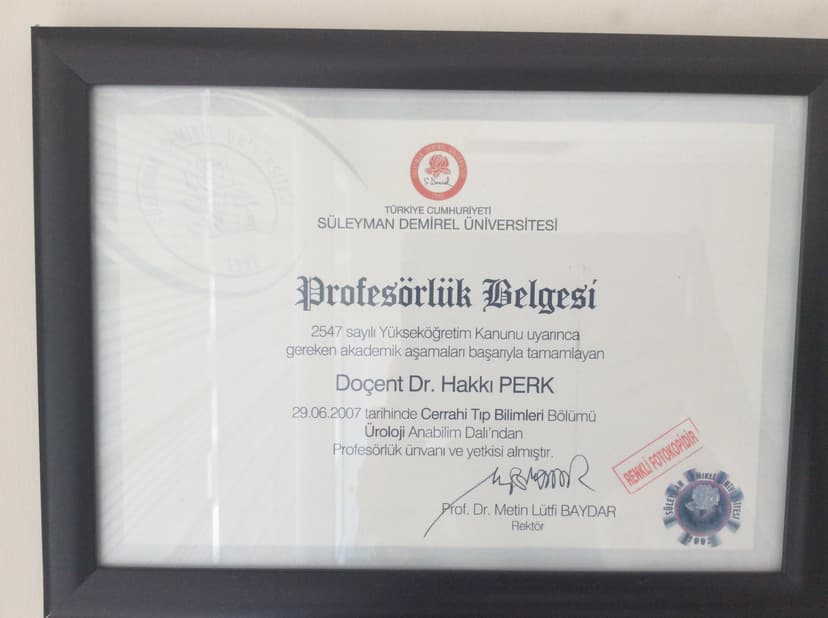 S. Demirel
TÜRKİYE CUMHURİYETİ
SÜLEYMAN DEMİREL ÜNİVERSİTESİ
Profesörlük Belgesi
2547 sayılı Yükseköğretim Kanunu uyarınca
gereken akademik aşamaları başarıyla tamamlayan
Doçent Dr. Hakkı PERK
29.06.2007 tarihinde Cerrahi Tıp Bilimleri Bölümü
Üroloji Anabilim Dalı'ndan
Profesörlük ünvanı ve yetkisi almıştır.
RENKLİ FOTOKOPİDİR
Prof. Dr. Metin Lütfi BAYDAR
Rektör